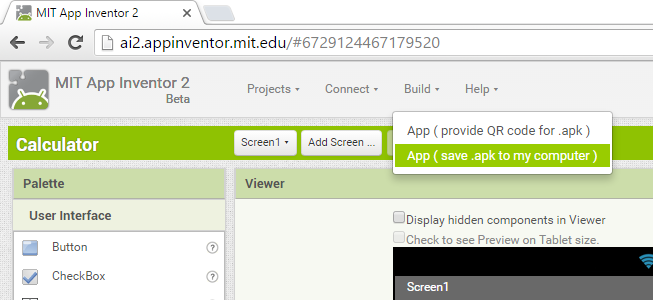 MIT App Inventor 2
ai2.appinventor.mit.edu/#6729124467179520
MIT App Inventor 2
Beta
Projects
Connect
Build
Help
App ( provide QR code for .apk )
App ( save .apk to my computer )
Calculator
Screen1
Add Screen ...
Palette
Viewer
User Interface
Button
?
CheckBox
?
Display hidden components in Viewer
Check to see Preview on Tablet size.
Screen1